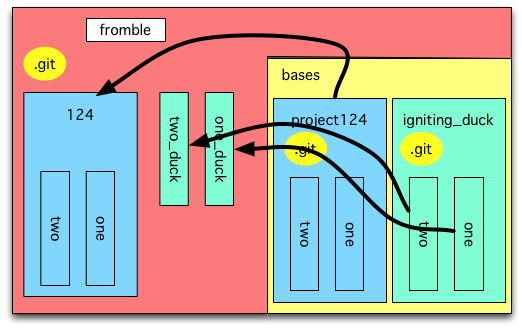 fromble
.git
bases
124
two_duck
one_duck
project124
igniting_duck
.git
.git
two
one
two
one
two
one